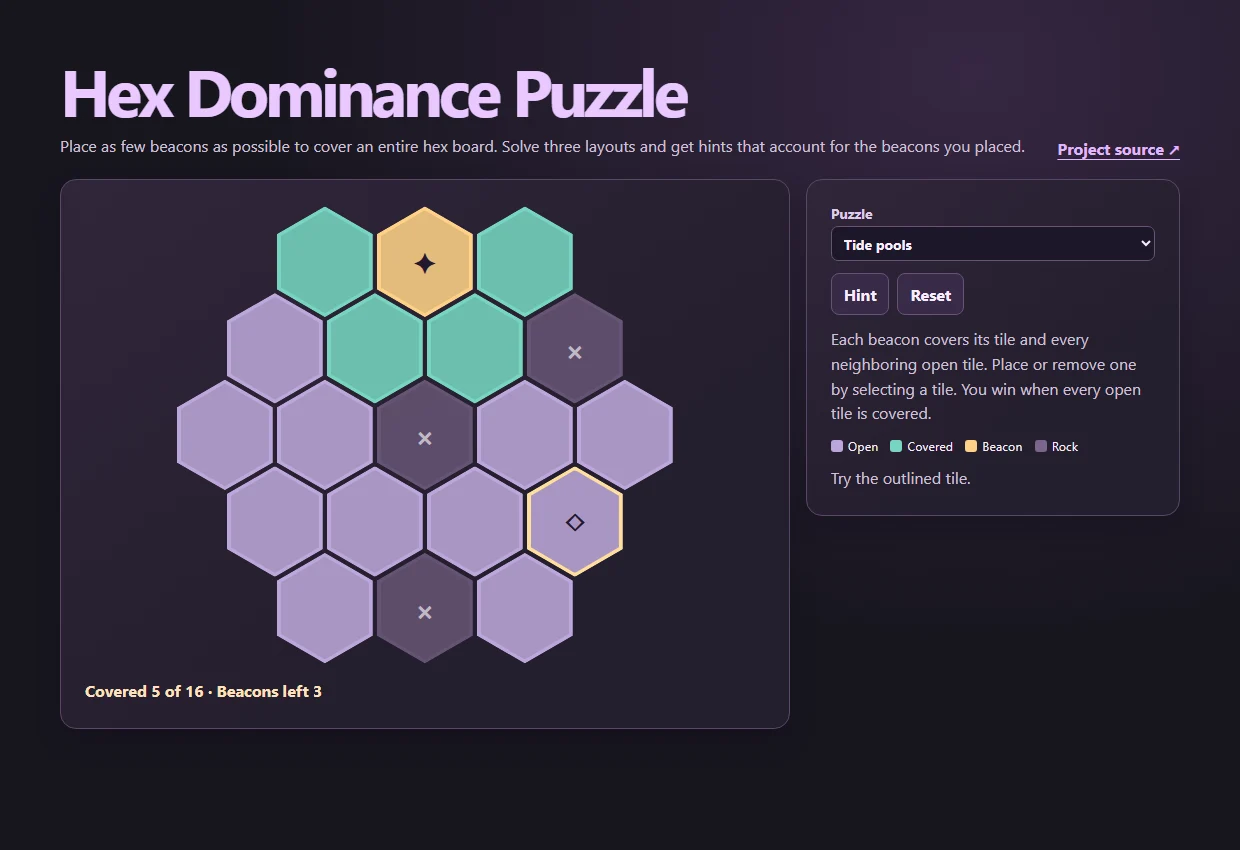 Hex Dominance Puzzle
Place as few beacons as possible to cover an entire hex board. Solve three layouts and get hints that account for the beacons you placed.
Project source ↗
✦
×
×
◇
×
Covered 5 of 16 · Beacons left 3
Puzzle
Tide pools
Hint
Reset
Each beacon covers its tile and every
neighboring open tile. Place or remove one
by selecting a tile. You win when every open
tile is covered.
Open
Covered
Beacon
Rock
Try the outlined tile.